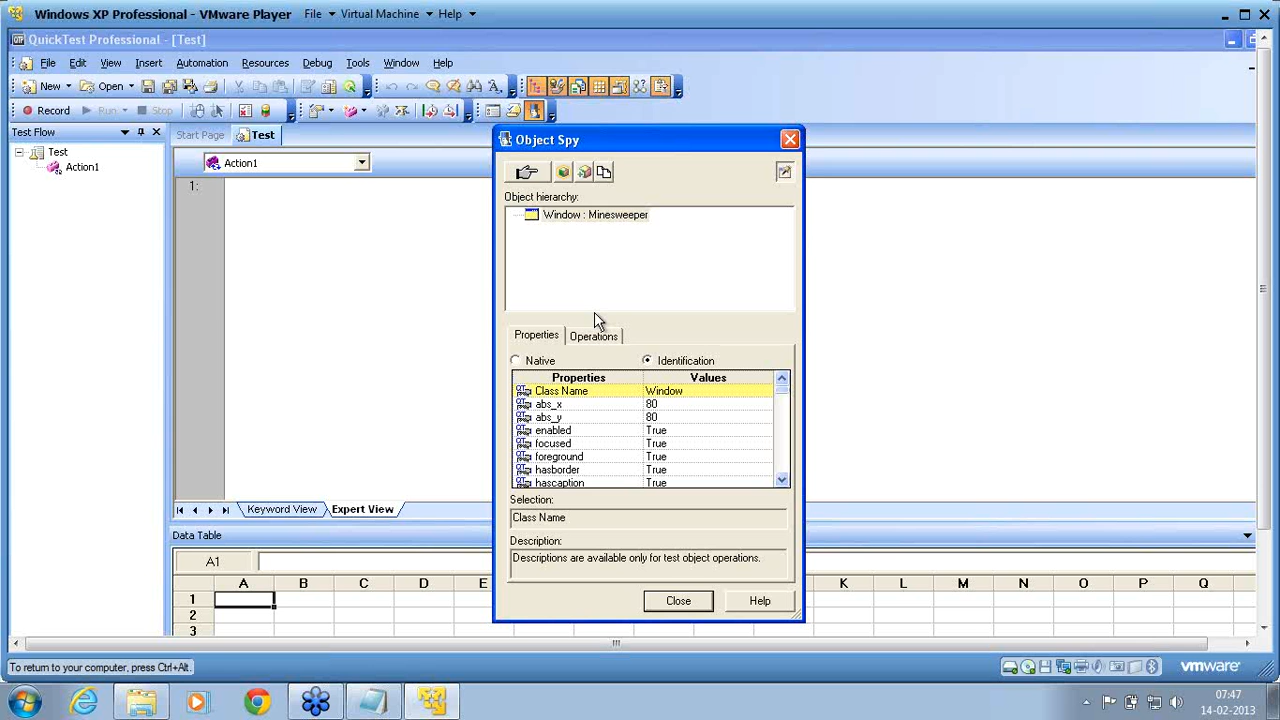 Windows XP Professional - VMware Player File Virtual Machine Help
QuickTest Professional - [Test]
File Edit View Insert Automation Resources Debug Tools Window Help
New Open
Record Run Stop
Test Flow
Start Page Test
Test
Action1
Action1
1:
Object Spy
Object hierarchy:
Window : Minesweeper
Properties Operations
Native Identification
Properties Values
Class Name Window
abs_x 80
abs_y 80
enabled True
focused True
foreground True
hasborder True
hascaption True
Selection:
Class Name
Description:
Descriptions are available only for test object operations.
Close Help
Keyword View Expert View
Data Table
A1
A B C D E K L M N O P Q
1
2
3
To return to your computer, press Ctrl+Alt.
vmware
07:47
14-02-2013